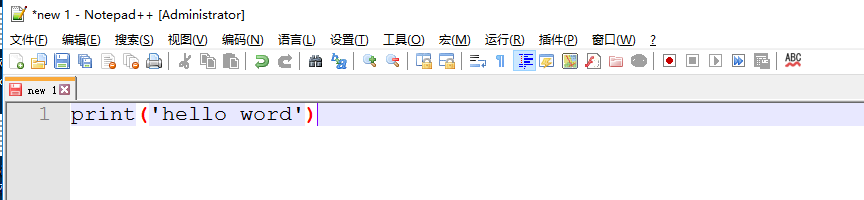 *new 1 - Notepad++ [Administrator]
文件(F) 编辑(E) 搜索(S) 视图(V) 编码(N) 语言(L) 设置(T) 工具(O) 宏(M) 运行(R) 插件(P) 窗口(W) ?
ABC
new 1
1 print('hello word')